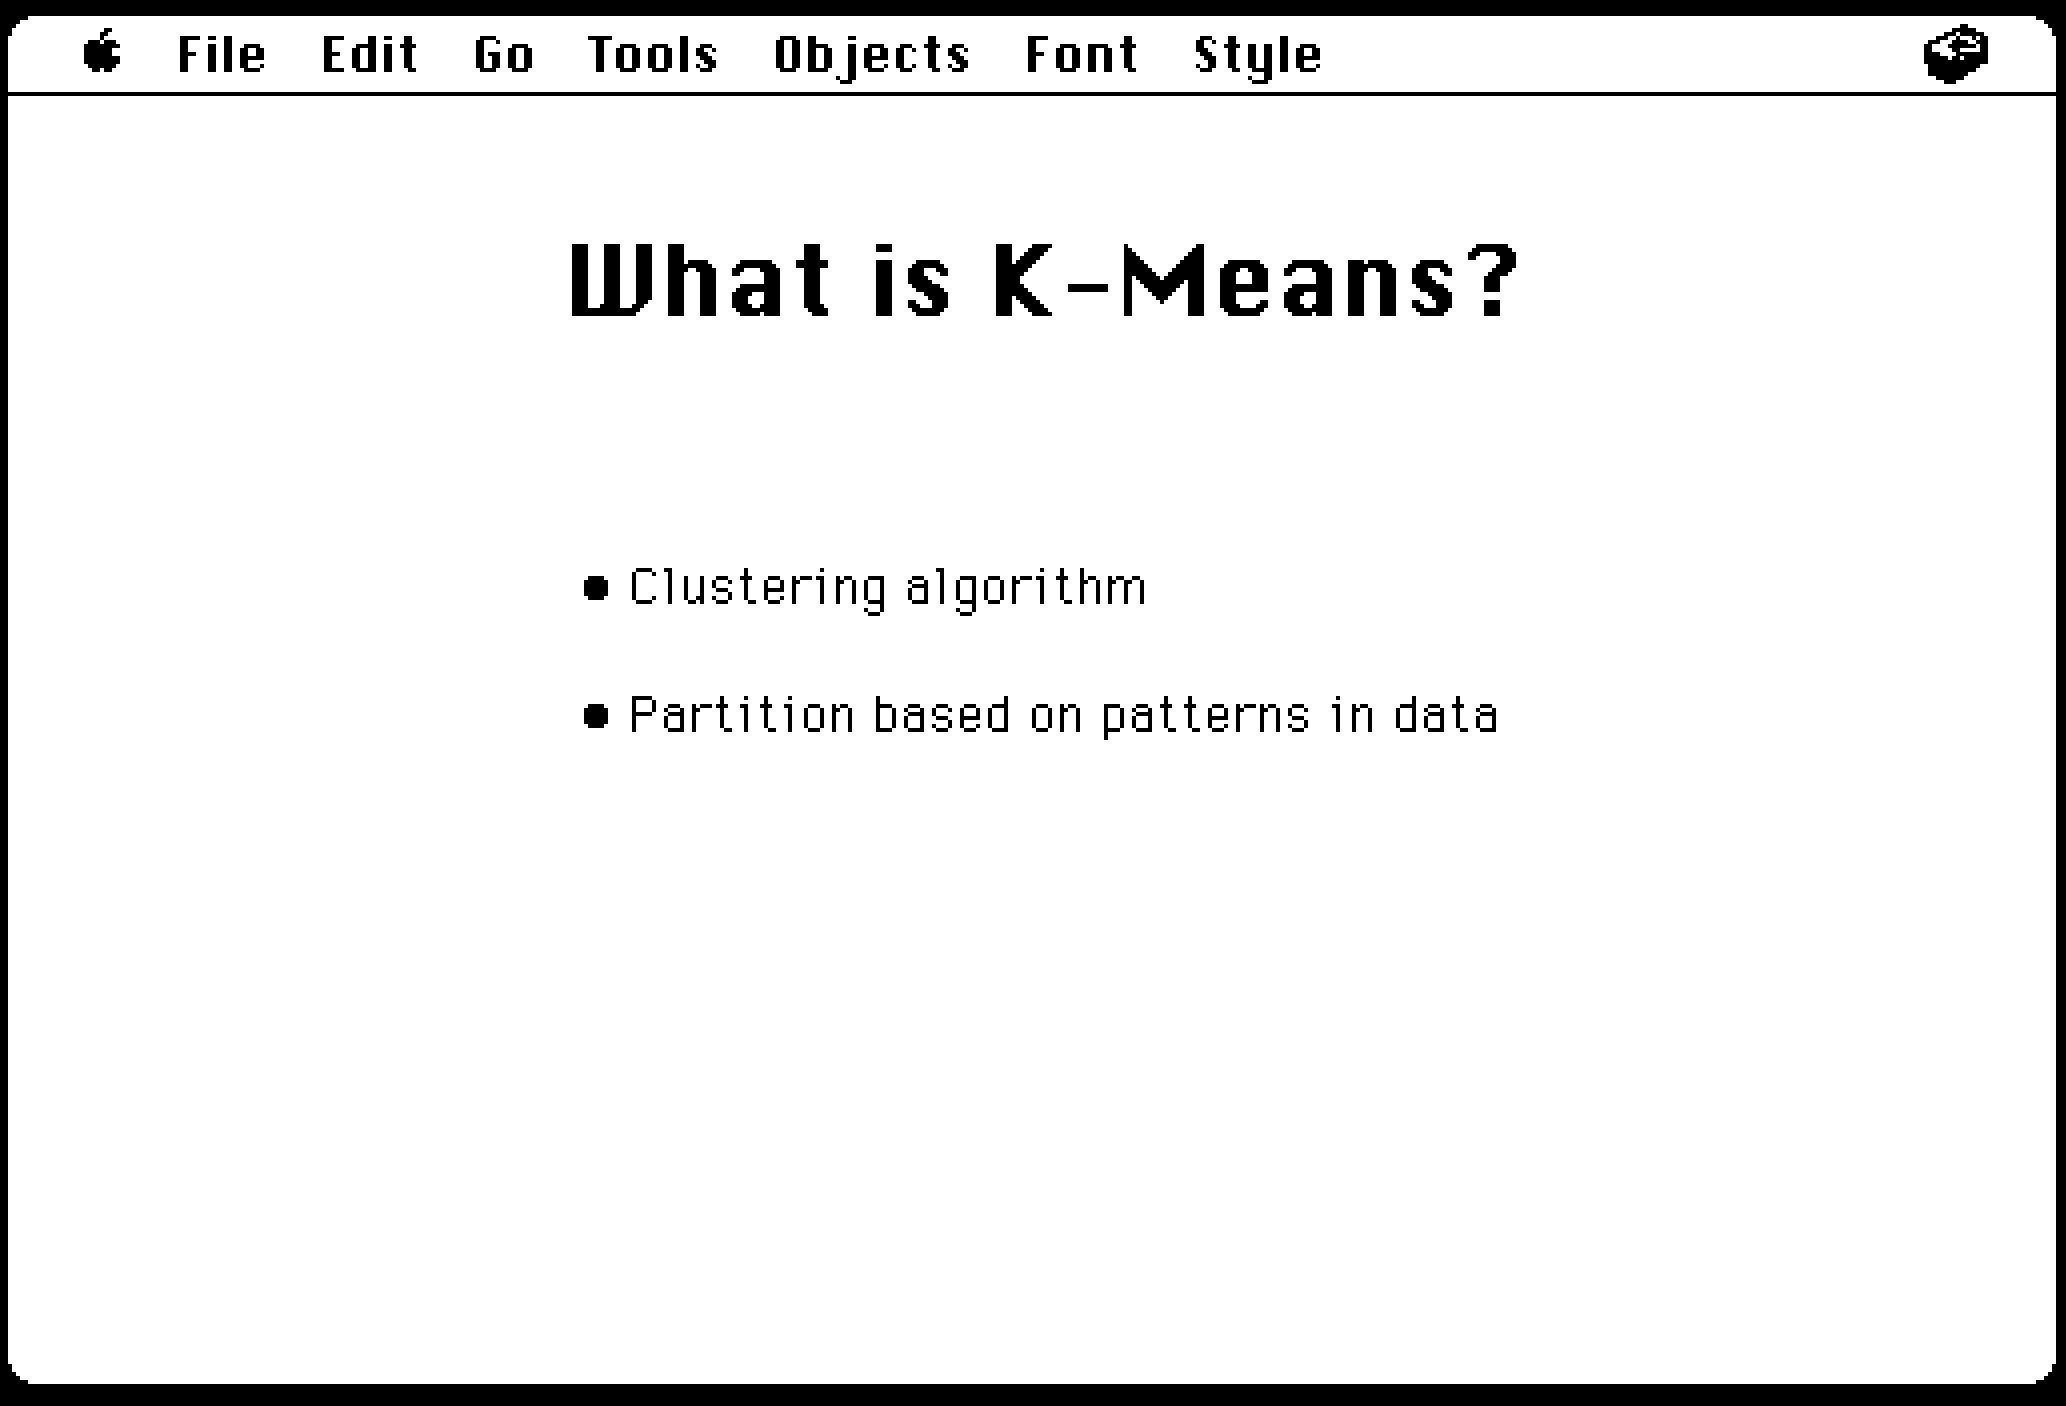 File Edit Go Tools Objects Font Style
What is K-Means?
• Clustering algorithm
• Partition based on patterns in data